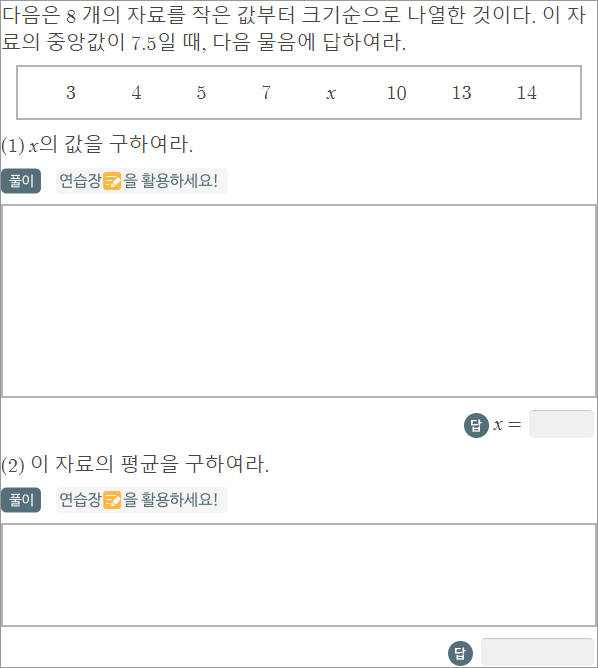 다음은 8 개의 자료를 작은 값부터 크기순으로 나열한 것이다. 이 자
료의 중앙값이 7.5일 때, 다음 물음에 답하여라.
3 4 5 7 x 10 13 14
(1) x의 값을 구하여라.
풀이 연습장을 활용하세요!
답 x =
(2) 이 자료의 평균을 구하여라.
풀이 연습장을 활용하세요!
답